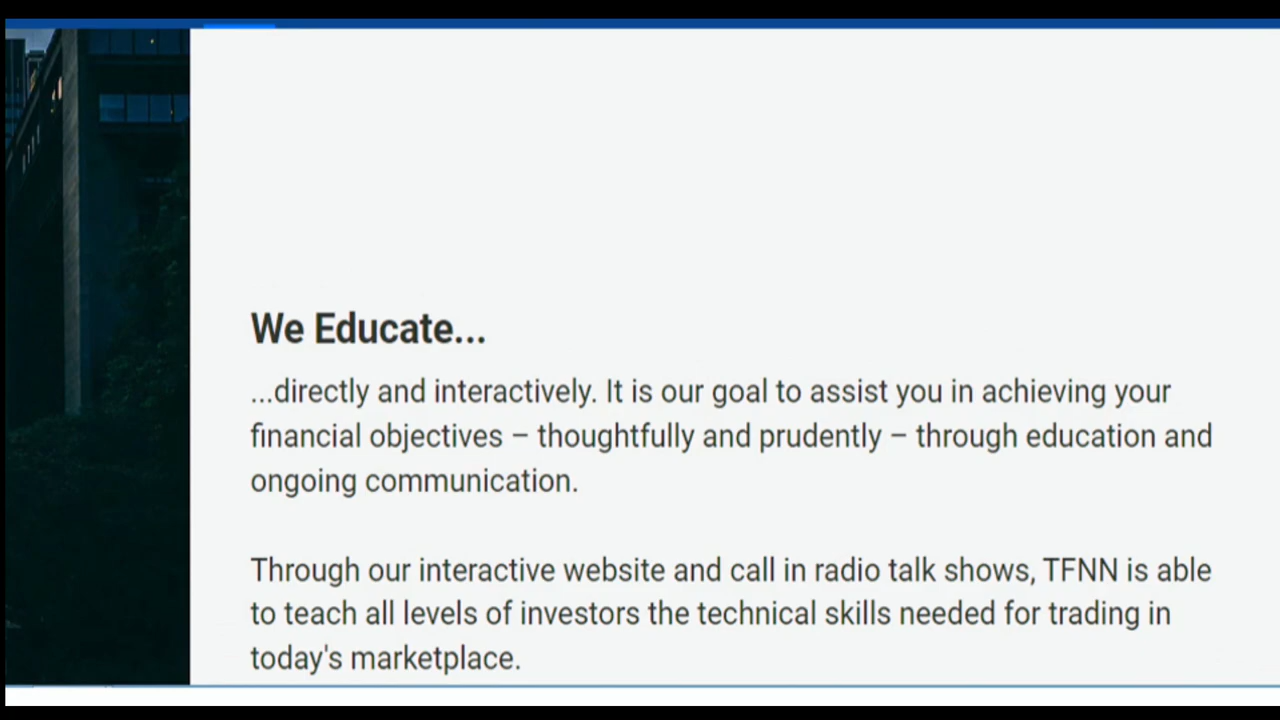 We Educate...
...directly and interactively. It is our goal to assist you in achieving your
financial objectives – thoughtfully and prudently – through education and
ongoing communication.
Through our interactive website and call in radio talk shows, TFNN is able
to teach all levels of investors the technical skills needed for trading in
today's marketplace.